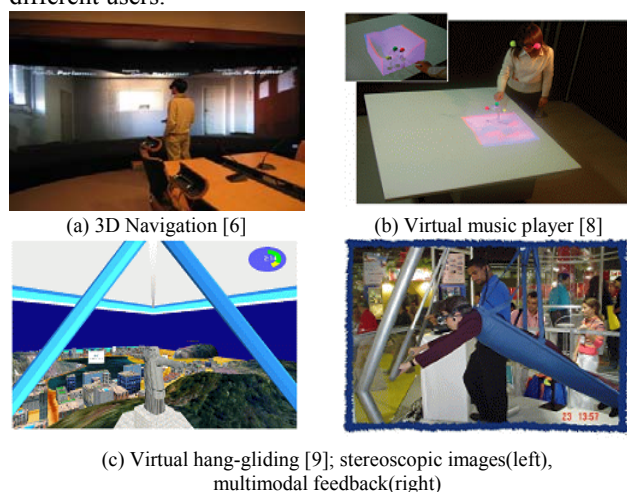 different users.
(a) 3D Navigation [6]
(b) Virtual music player [8]
23 13:57
(c) Virtual hang-gliding [9]; stereoscopic images(left),
multimodal feedback(right)